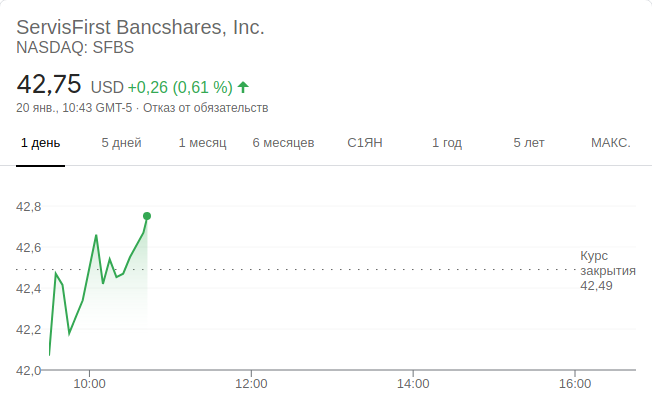 ServisFirst Bancshares, Inc.
NASDAQ: SFBS
42,75 USD +0,26 (0,61 %)
20 янв., 10:43 GMT-5 · Отказ от обязательств
1 день 5 дней 1 месяц 6 месяцев С1ЯН 1 год 5 лет МАКС.
42,8
42,6
Курс
закрытия
42,49
42,4
42,2
42,0
10:00 12:00 14:00 16:00